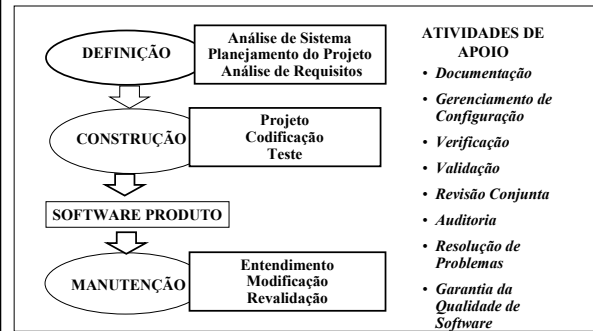 DEFINIÇÃO
Análise de Sistema
Planejamento do Projeto
Análise de Requisitos
CONSTRUÇÃO
Projeto
Codificação
Teste
SOFTWARE PRODUTO
MANUTENÇÃO
Entendimento
Modificação
Revalidação
ATIVIDADES DE
APOIO
• Documentação
• Gerenciamento de
Configuração
• Verificação
• Validação
• Revisão Conjunta
• Auditoria
• Resolução de
Problemas
• Garantia da
Qualidade de
Software